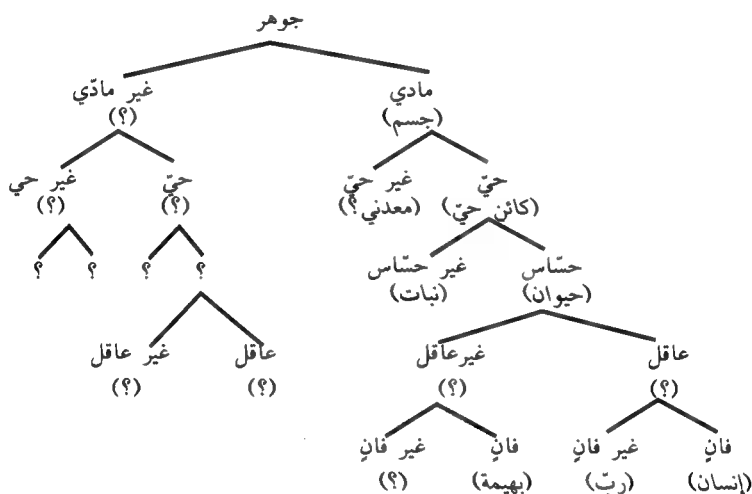 جوهر
مادي غير مادّي
(جسم) (؟)
حيّ غير حيّ حيّ غير حي
(كائن حيّ) (معدني؟) (؟) (؟)
حسّاس غير حسّاس ؟ ؟ ؟ ؟
(حيوان) (نبات)
عاقل غيرعاقل عاقل غير عاقل
(؟) (؟) (؟) (؟)
فانٍ غير فانٍ فانٍ غير فانٍ
(إنسان) (ربّ) (بهيمة) (؟)